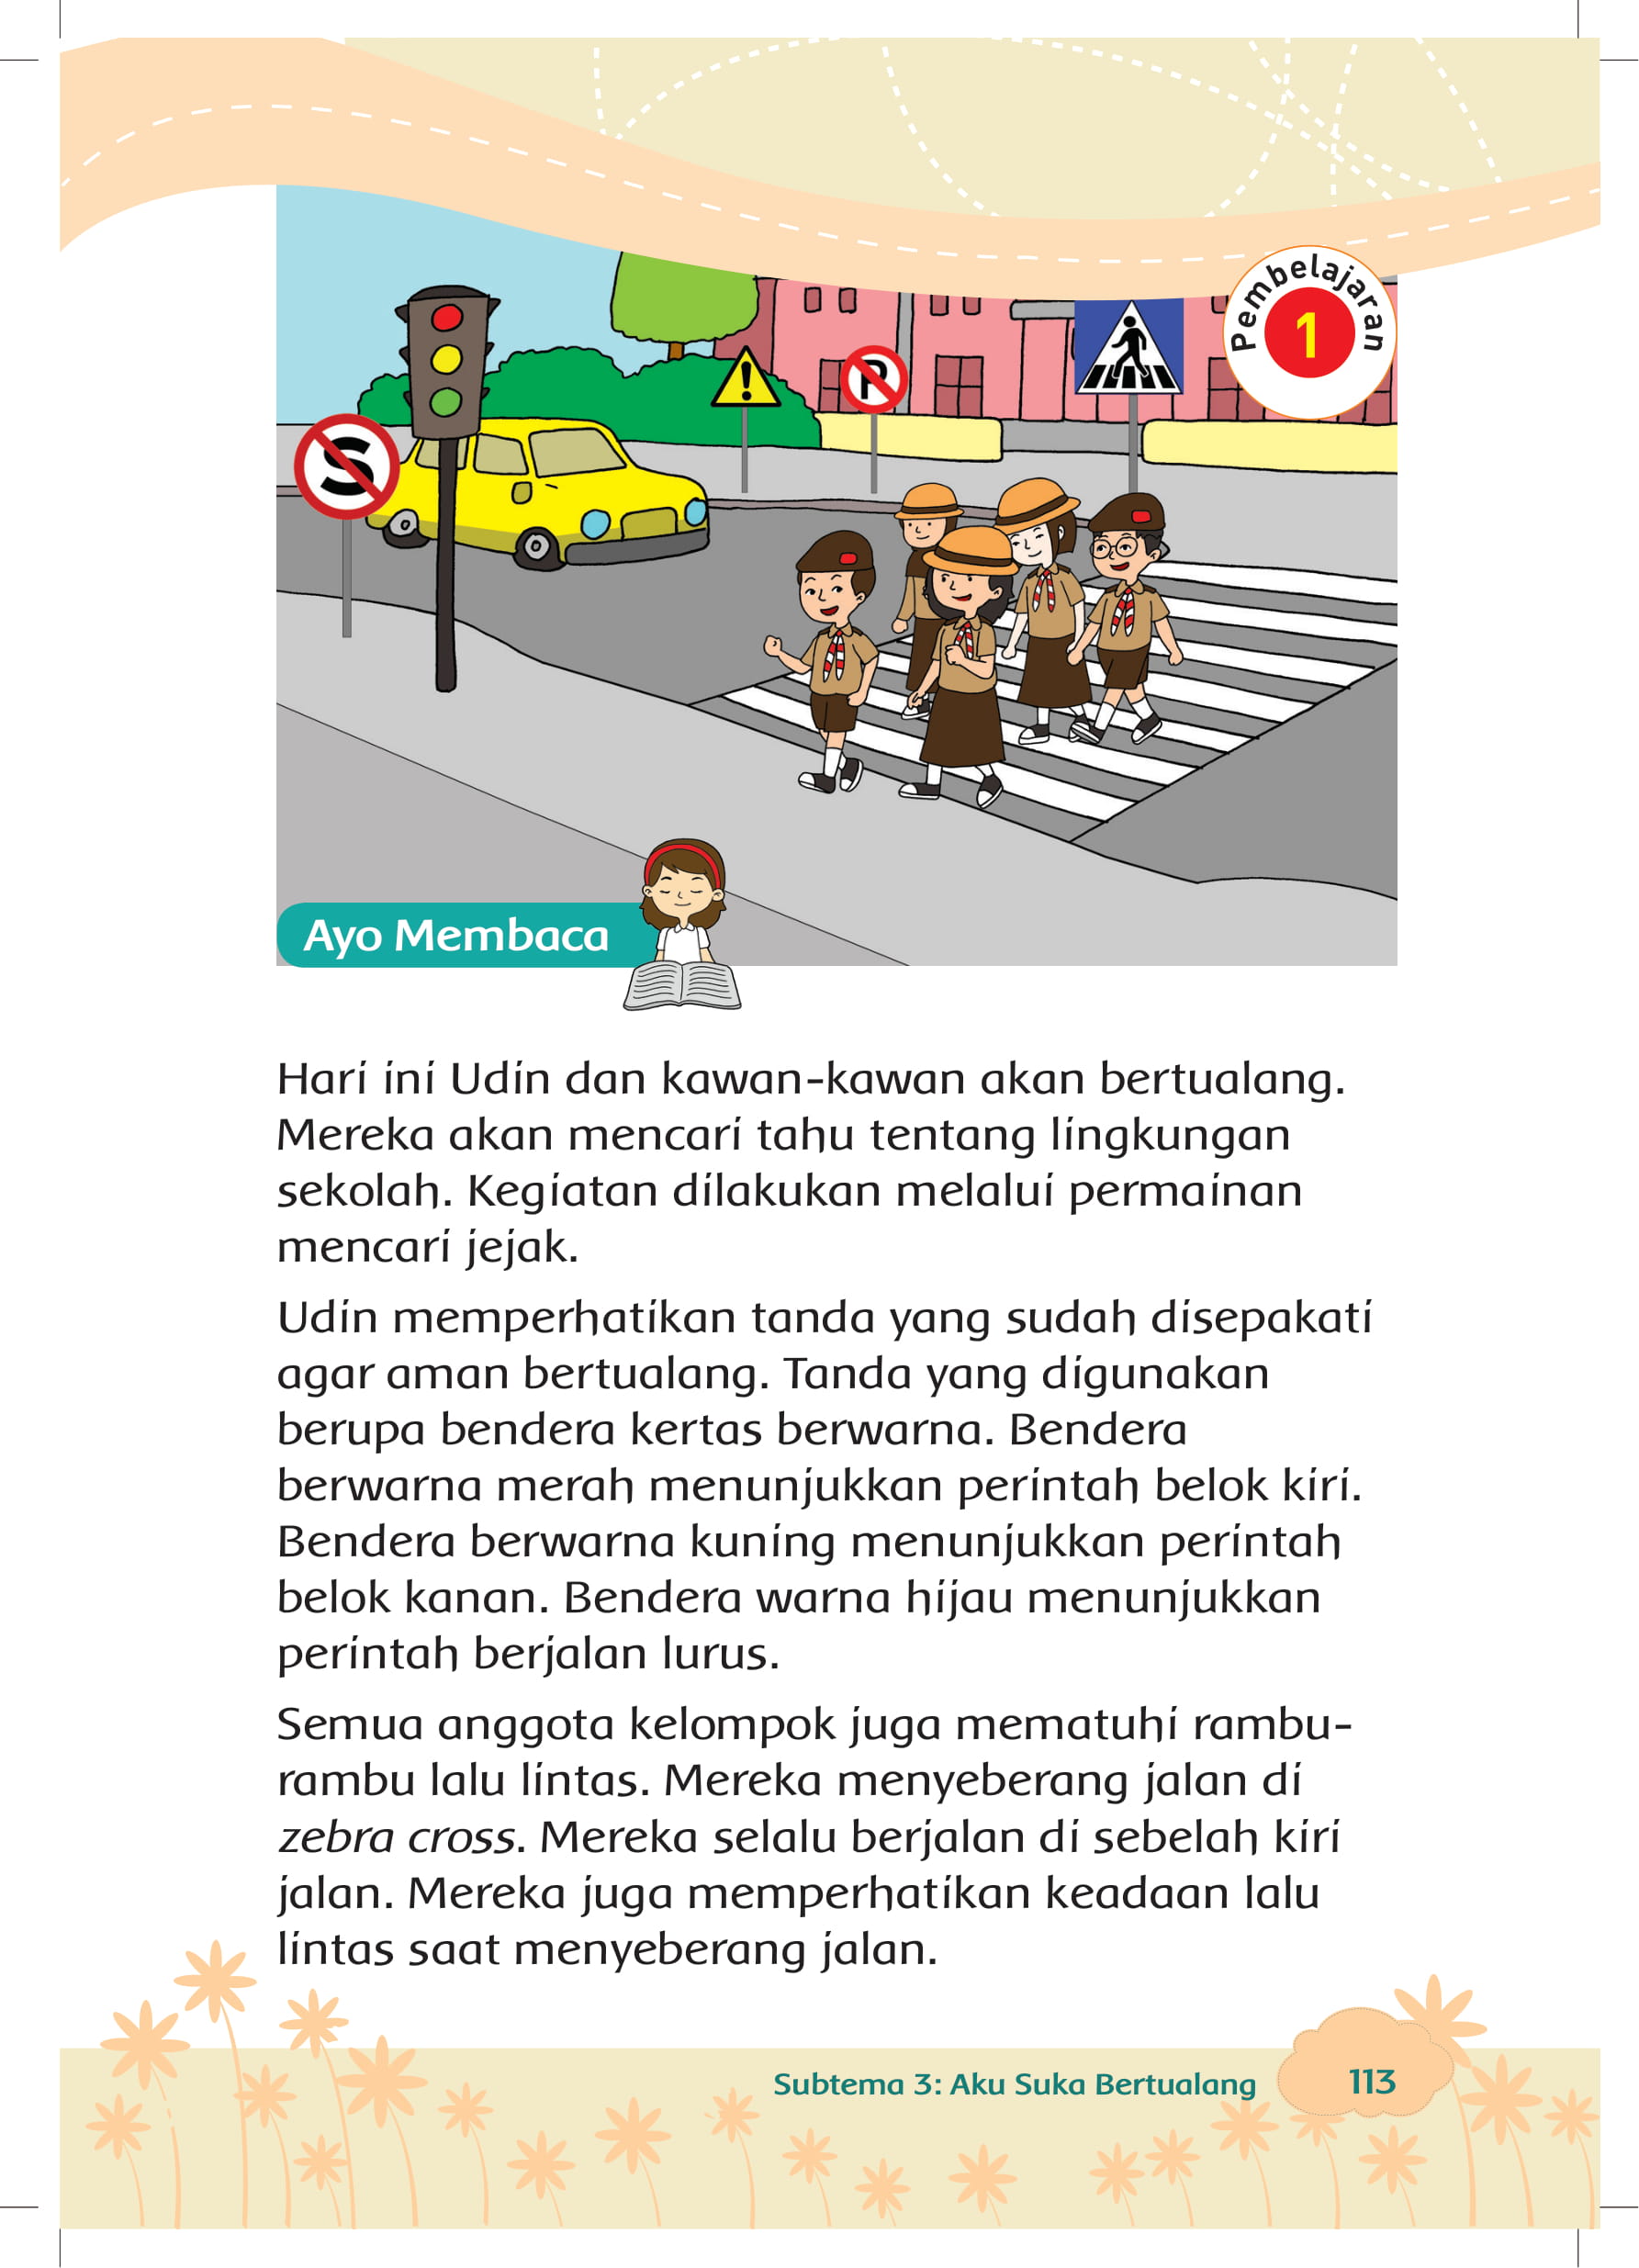 Pembelajaran
1
P
S
Ayo Membaca
Hari ini Udin dan kawan-kawan akan bertualang.
Mereka akan mencari tahu tentang lingkungan
sekolah. Kegiatan dilakukan melalui permainan
mencari jejak.
Udin memperhatikan tanda yang sudah disepakati
agar aman bertualang. Tanda yang digunakan
berupa bendera kertas berwarna. Bendera
berwarna merah menunjukkan perintah belok kiri.
Bendera berwarna kuning menunjukkan perintah
belok kanan. Bendera warna hijau menunjukkan
perintah berjalan lurus.
Semua anggota kelompok juga mematuhi rambu-
rambu lalu lintas. Mereka menyeberang jalan di
zebra cross. Mereka selalu berjalan di sebelah kiri
jalan. Mereka juga memperhatikan keadaan lalu
lintas saat menyeberang jalan.
Subtema 3: Aku Suka Bertualang
113